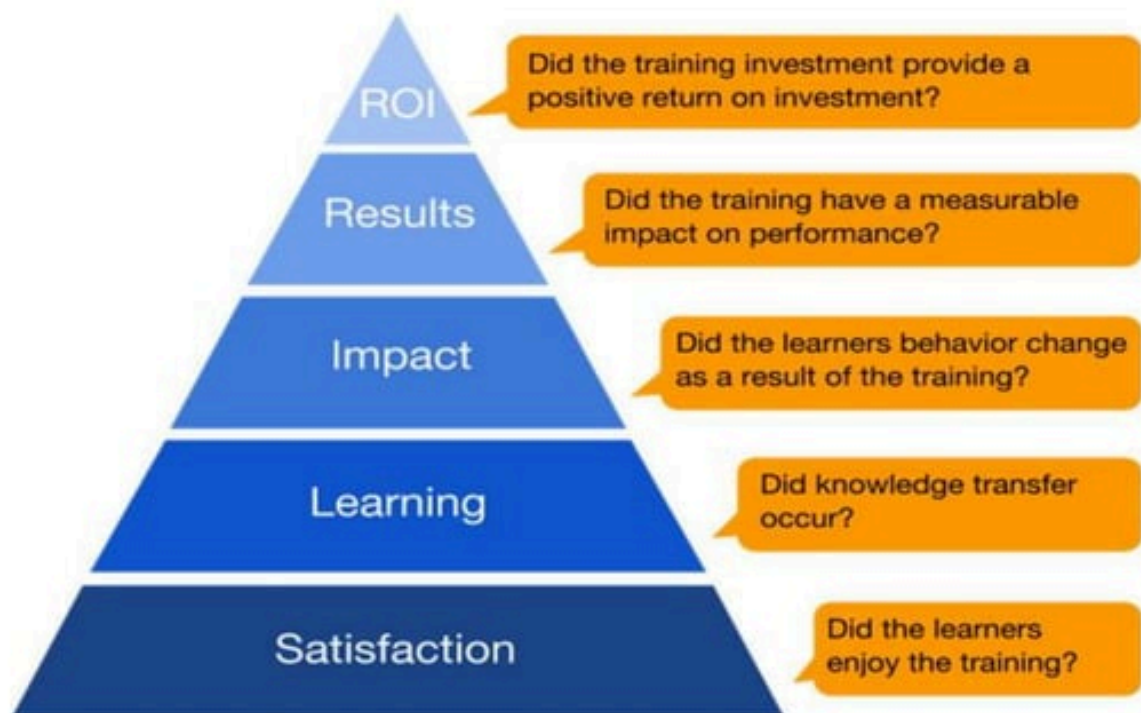 ROI
Did the training investment provide a
positive return on investment?
Results
Did the training have a measurable
impact on performance?
Impact
Did the learners behavior change
as a result of the training?
Learning
Did knowledge transfer
occur?
Satisfaction
Did the learners
enjoy the training?